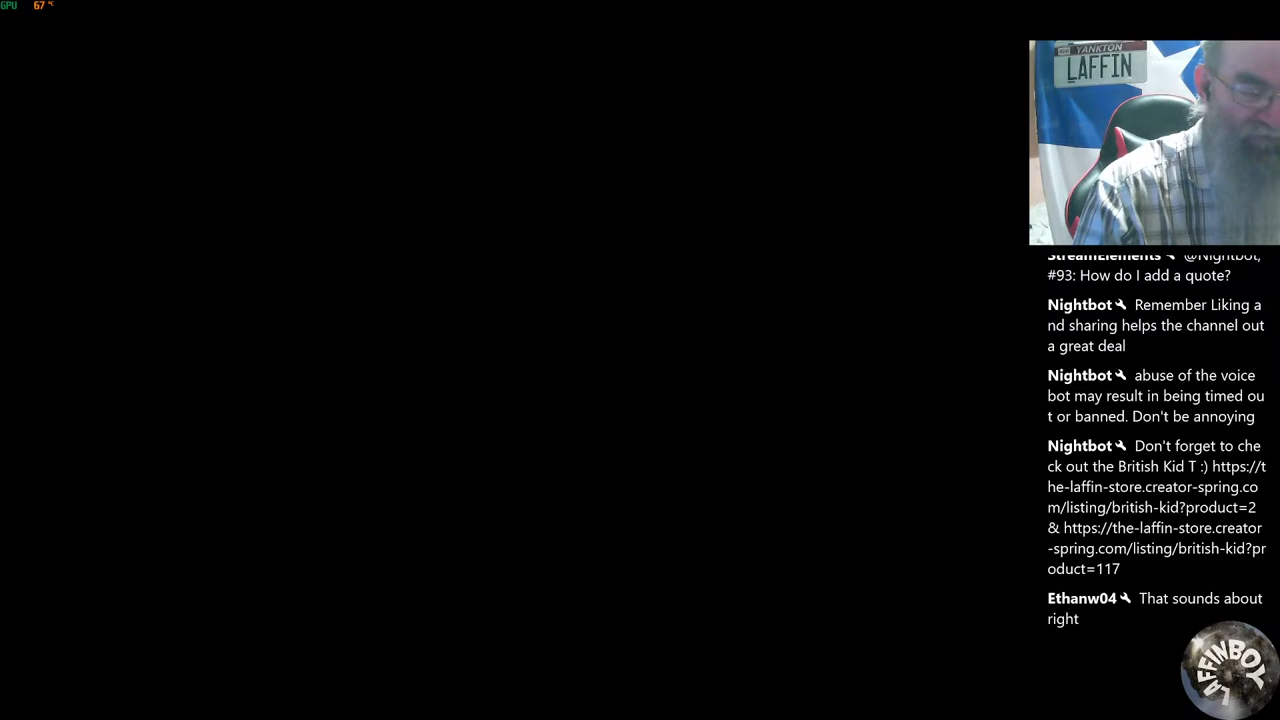 GPU 67 °C
YANKTON
LAFFIN
StreamElements @Nightbot,
#93: How do I add a quote?
Nightbot Remember Liking a
nd sharing helps the channel out
a great deal
Nightbot abuse of the voice
bot may result in being timed ou
t or banned. Don't be annoying
Nightbot Don't forget to che
ck out the British Kid T :) https://t
he-laffin-store.creator-spring.co
m/listing/british-kid?product=2
& https://the-laffin-store.creator
-spring.com/listing/british-kid?pr
oduct=117
Ethanw04 That sounds about
right
LAFFINBOY